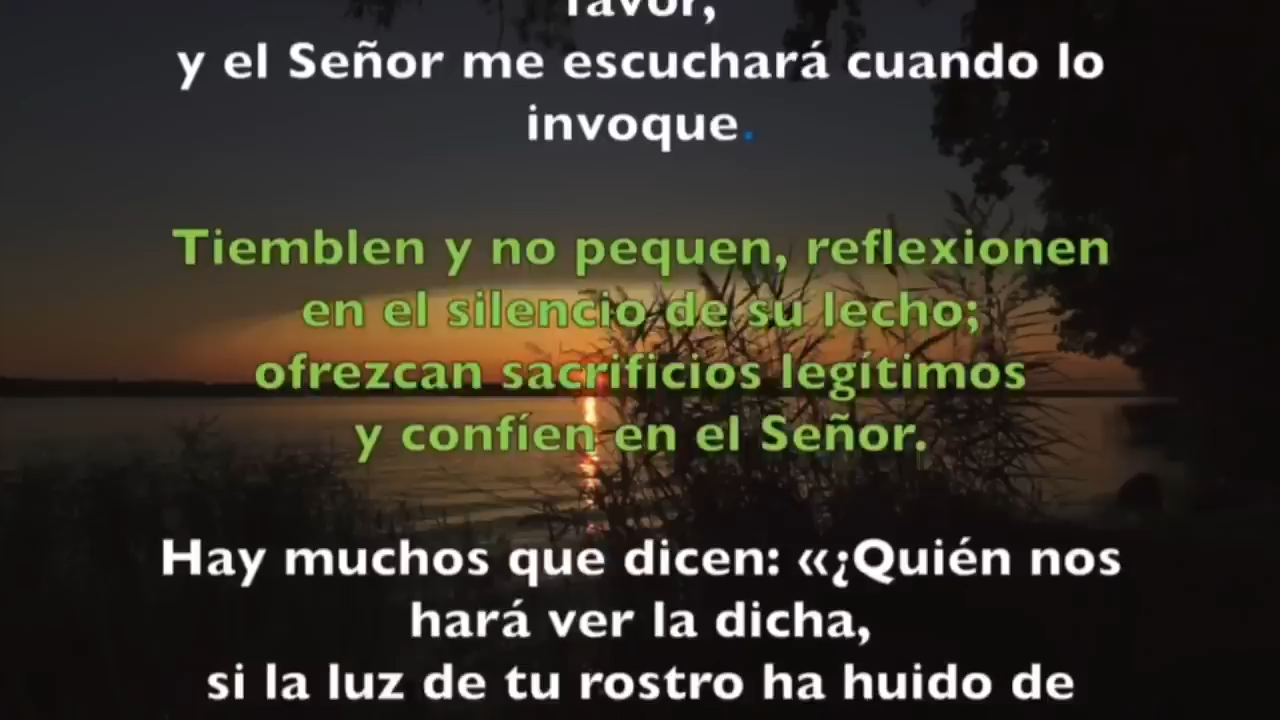 favor,
y el Señor me escuchará cuando lo
invoque.
Tiemblen y no pequen, reflexionen
en el silencio de su lecho;
ofrezcan sacrificios legítimos
y confíen en el Señor.
Hay muchos que dicen: «¿Quién nos
hará ver la dicha,
si la luz de tu rostro ha huido de